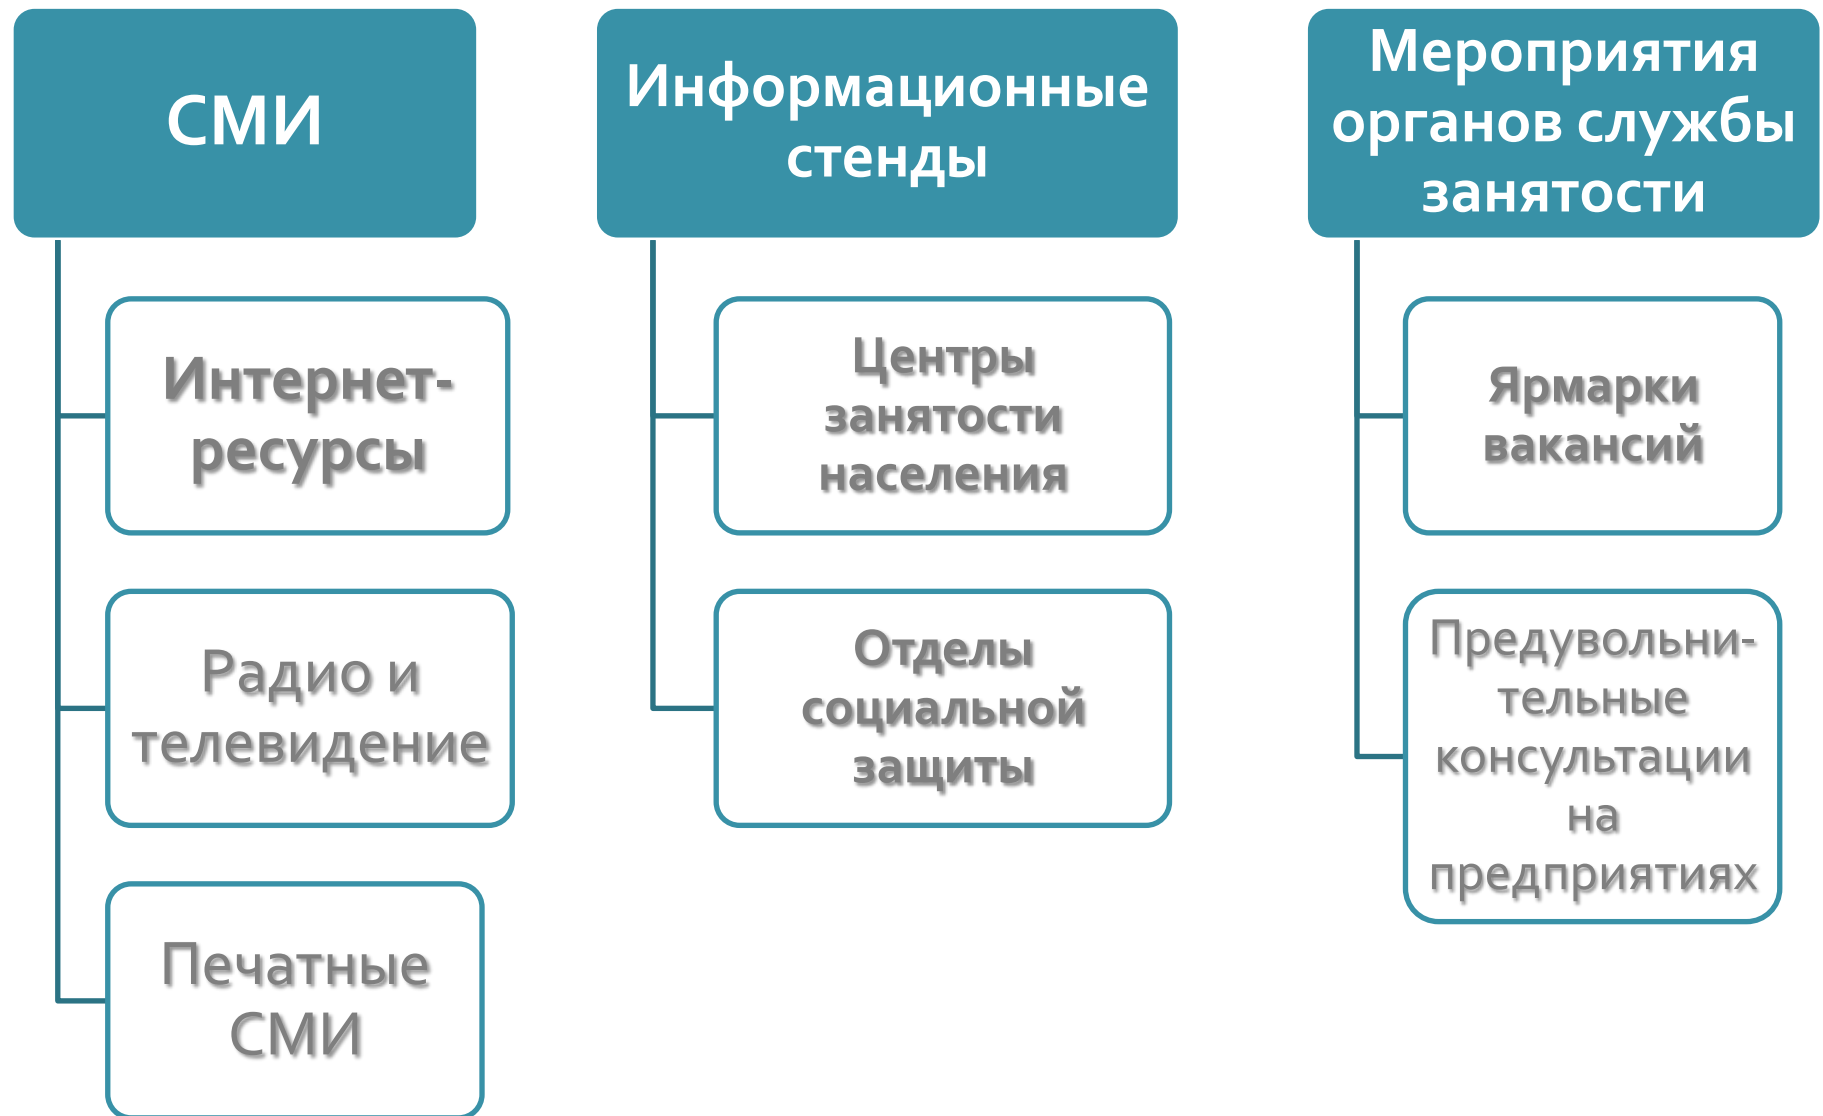 СМИ
Интернет-
ресурсы
Радио и
телевидение
Печатные
СМИ
Информационные
стенды
Центры
занятости
населения
Отделы
социальной
защиты
Мероприятия
органов службы
занятости
Ярмарки
вакансий
Предувольни-
тельные
консультации
на
предприятиях